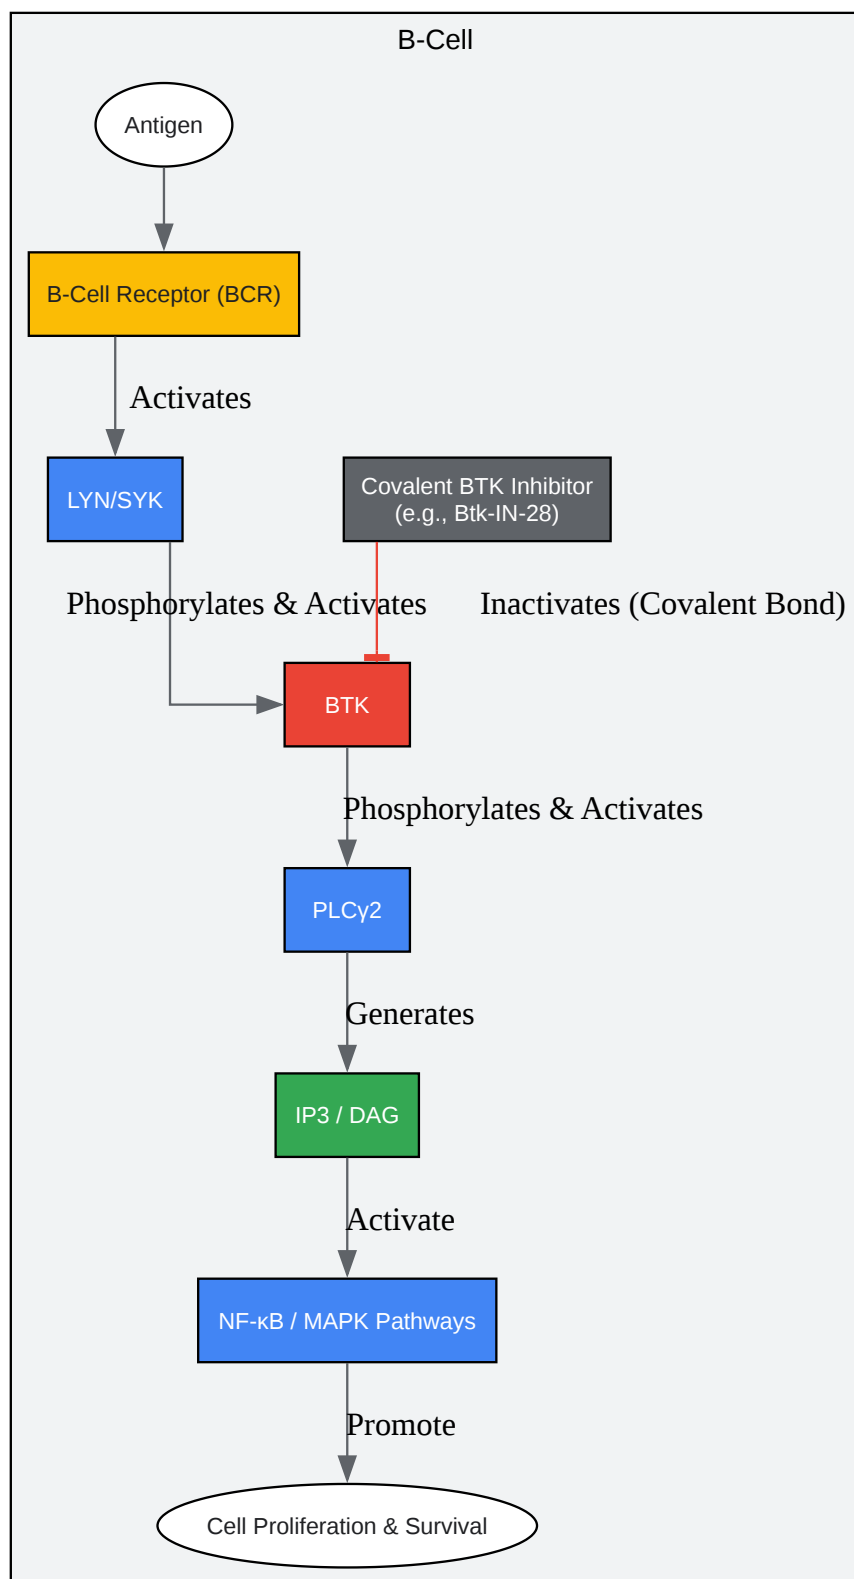 B-Cell
Antigen
B-Cell Receptor (BCR)
Activates
LYN/SYK
Covalent BTK Inhibitor
(e.g., Btk-IN-28)
Phosphorylates & Activates
Inactivates (Covalent Bond)
BTK
Phosphorylates & Activates
PLCγ2
Generates
IP3 / DAG
Activate
NF-κB / MAPK Pathways
Promote
Cell Proliferation & Survival